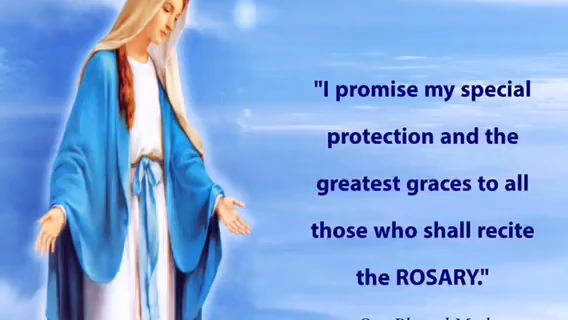 "I promise my special
protection and the
greatest graces to all
those who shall recite
the ROSARY."